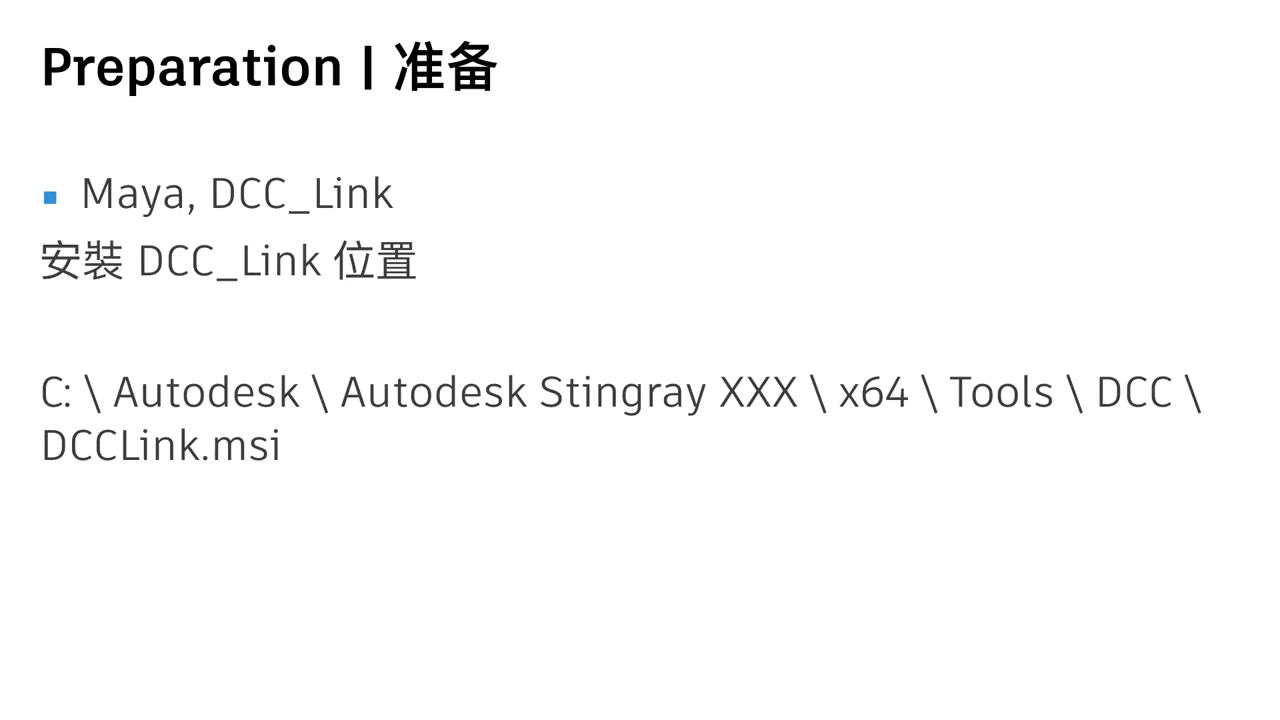 Preparation | 准备
Maya, DCC_Link
安裝 DCC_Link 位置
C: \ Autodesk \ Autodesk Stingray XXX \ x64 \ Tools \ DCC \
DCCLink.msi